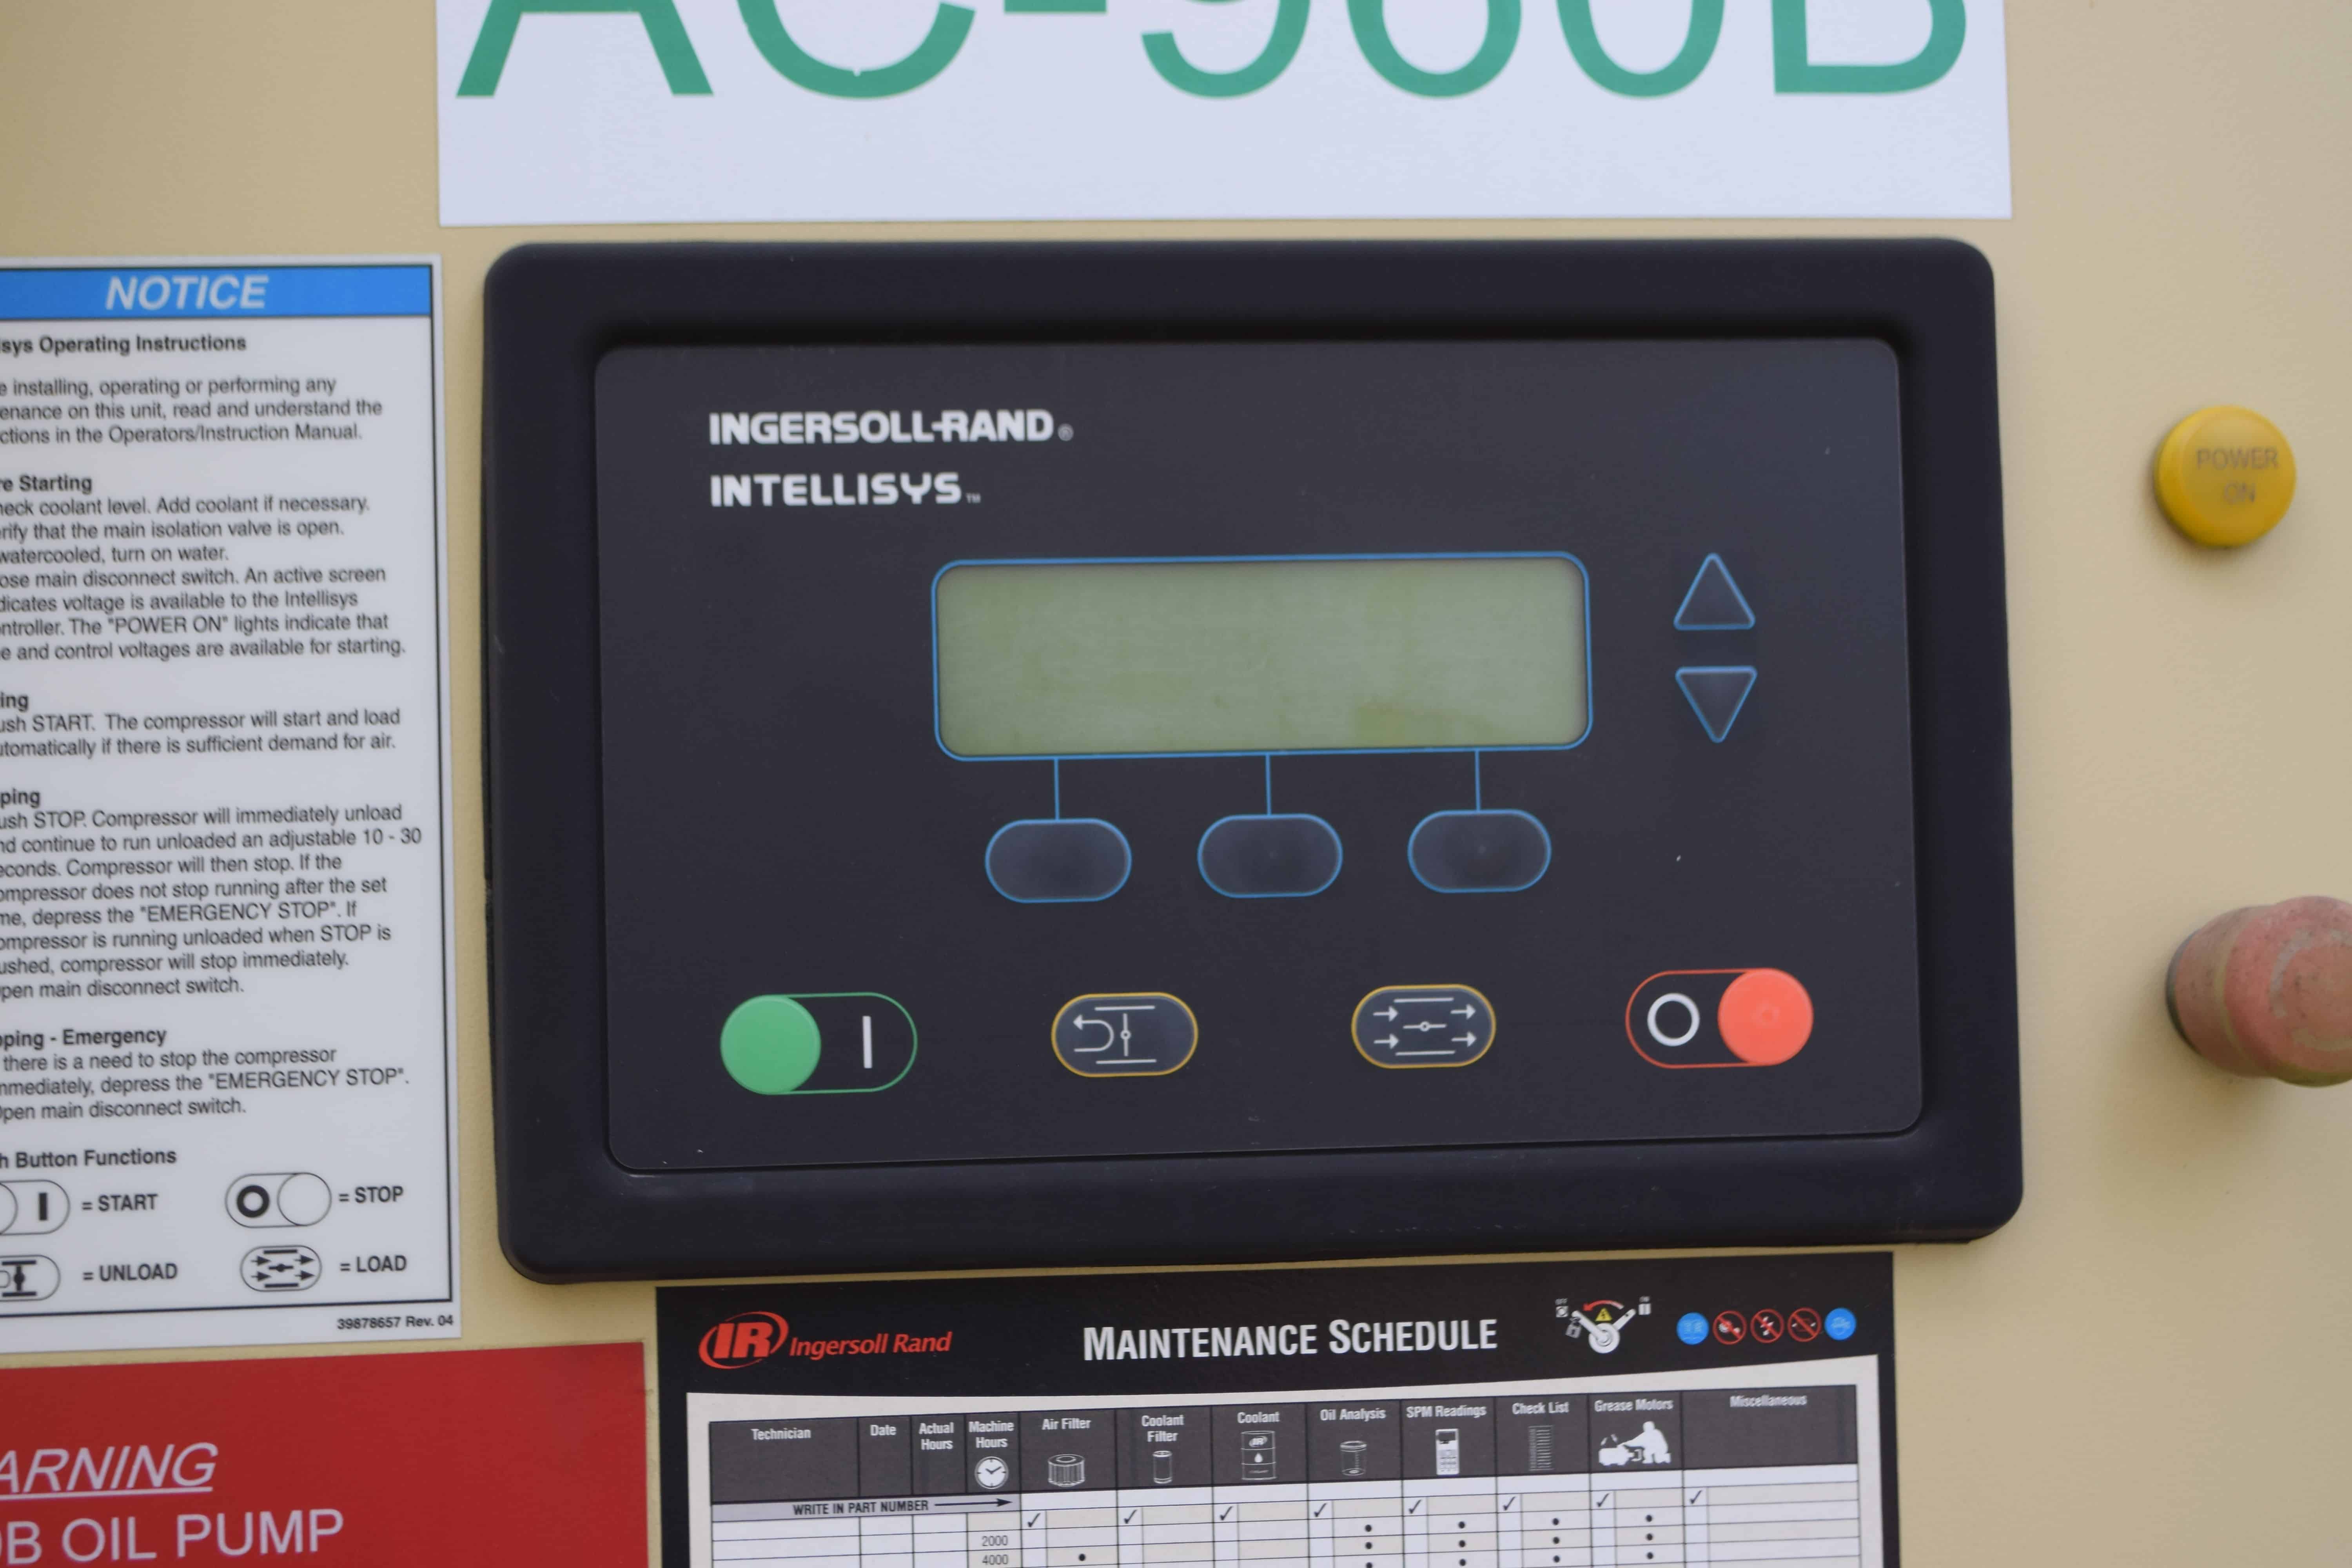 AC-960B
NOTICE
sys Operating Instructions
e installing, operating or performing any
enance on this unit, read and understand the
ctions in the Operators/Instruction Manual.
re Starting
heck coolant level. Add coolant if necessary.
erify that the main isolation valve is open.
watercooled, turn on water.
ose main disconnect switch. An active screen
dicates voltage is available to the Intellisys
ontroller. The "POWER ON" lights indicate that
e and control voltages are available for starting.
ing
ush START. The compressor will start and load
utomatically if there is sufficient demand for air.
ping
ush STOP. Compressor will immediately unload
nd continue to run unloaded an adjustable 10 - 30
econds. Compressor will then stop. If the
ompressor does not stop running after the set
me, depress the "EMERGENCY STOP". If
ompressor is running unloaded when STOP is
ushed, compressor will stop immediately.
pen main disconnect switch.
pping - Emergency
there is a need to stop the compressor
mmediately, depress the "EMERGENCY STOP".
Open main disconnect switch.
h Button Functions
= START
= STOP
= UNLOAD
= LOAD
39878657 Rev. 04
INGERSOLL-RAND®
INTELLISYS™
POWER
ON
ARNING
OB OIL PUMP
IR Ingersoll Rand
MAINTENANCE SCHEDULE
Technician
Date
Actual Hours
Machine Hours
Air Filter
Coolant Filter
Coolant
Oil Analysis
SPM Readings
Check List
Grease Motors
Miscellaneous
WRITE IN PART NUMBER
2000
4000